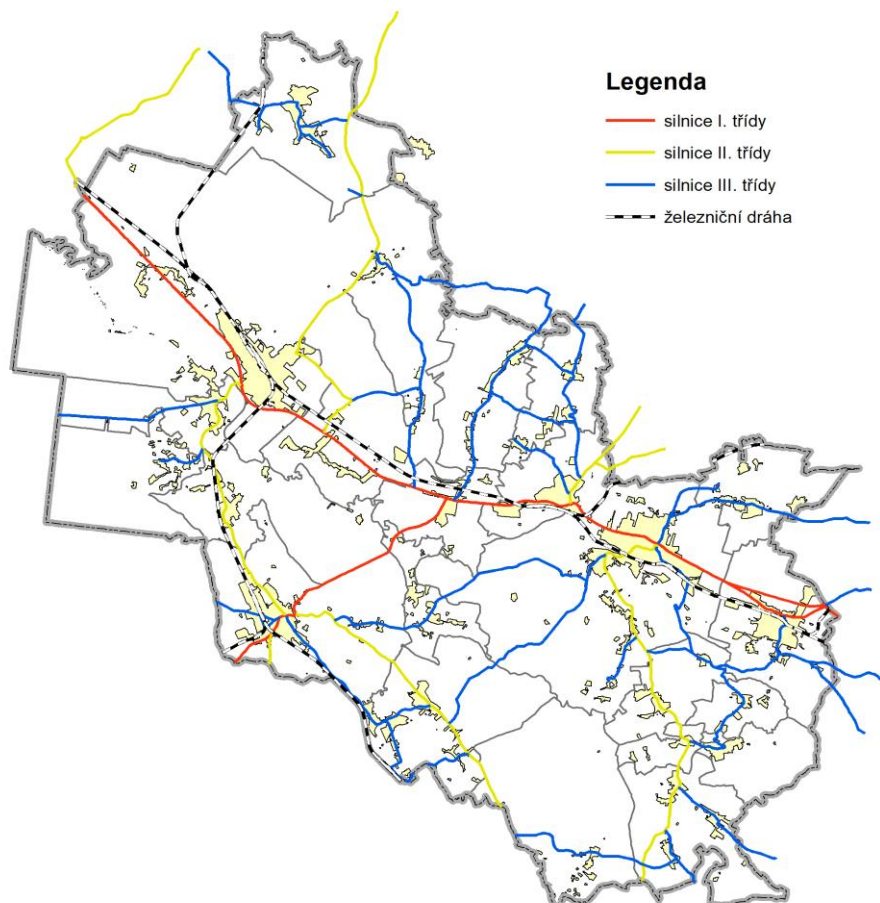 Legenda
silnice I. třídy
silnice II. třídy
silnice III. třídy
železniční dráha